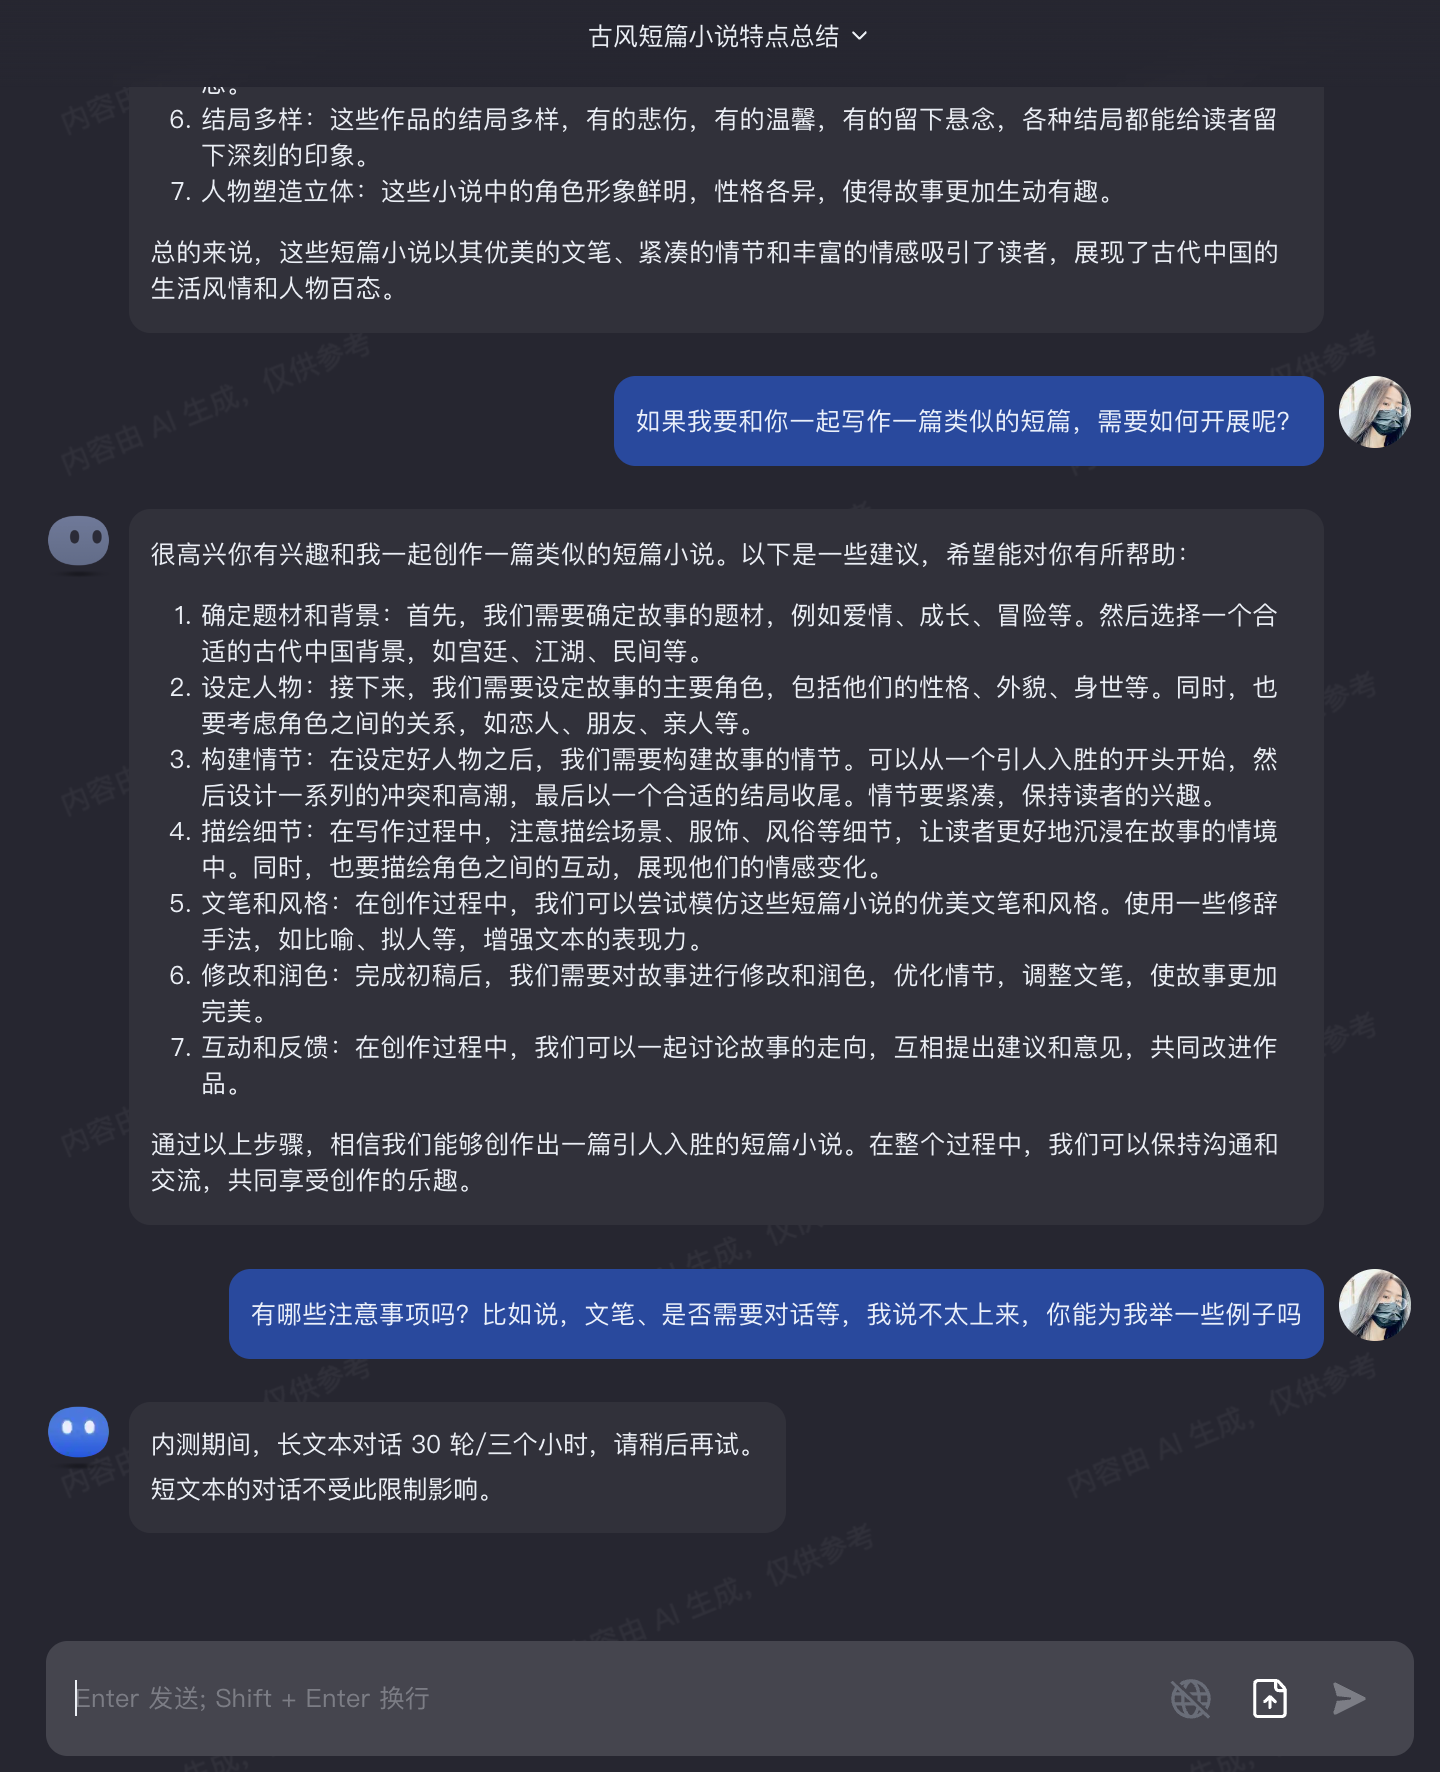 古风短篇小说特点总结
内容由
6. 结局多样：这些作品的结局多样，有的悲伤，有的温馨，有的留下悬念，各种结局都能给读者留
下深刻的印象。
7. 人物塑造立体：这些小说中的角色形象鲜明，性格各异，使得故事更加生动有趣。
总的来说，这些短篇小说以其优美的文笔、紧凑的情节和丰富的情感吸引了读者，展现了古代中国的
生活风情和人物百态。
内容由 AI 生成，仅供参考
仅供参考
如果我要和你一起写作一篇类似的短篇，需要如何开展呢？
很高兴你有兴趣和我一起创作一篇类似的短篇小说。以下是一些建议，希望能对你有所帮助：
1. 确定题材和背景：首先，我们需要确定故事的题材，例如爱情、成长、冒险等。然后选择一个合
适的古代中国背景，如宫廷、江湖、民间等。
2. 设定人物：接下来，我们需要设定故事的主要角色，包括他们的性格、外貌、身世等。同时，也
要考虑角色之间的关系，如恋人、朋友、亲人等。
3. 构建情节：在设定好人物之后，我们需要构建故事的情节。可以从一个引人入胜的开头开始，然
后设计一系列的冲突和高潮，最后以一个合适的结局收尾。情节要紧凑，保持读者的兴趣。
4. 描绘细节：在写作过程中，注意描绘场景、服饰、风俗等细节，让读者更好地沉浸在故事的情境
中。同时，也要描绘角色之间的互动，展现他们的情感变化。
5. 文笔和风格：在创作过程中，我们可以尝试模仿这些短篇小说的优美文笔和风格。使用一些修辞
手法，如比喻、拟人等，增强文本的表现力。
6. 修改和润色：完成初稿后，我们需要对故事进行修改和润色，优化情节，调整文笔，使故事更加
完美。
7. 互动和反馈：在创作过程中，我们可以一起讨论故事的走向，互相提出建议和意见，共同改进作
品。
通过以上步骤，相信我们能够创作出一篇引人入胜的短篇小说。在整个过程中，我们可以保持沟通和
交流，共同享受创作的乐趣。
有哪些注意事项吗？比如说，文笔、是否需要对话等，我说不太上来，你能为我举一些例子吗
仅供参考
内容由 AI 生成，仅供参考
内测期间，长文本对话 30 轮/三个小时，请稍后再试。
短文本的对话不受此限制影响。
内容由 AI 生成，仅供参考
Enter 发送; Shift + Enter 换行